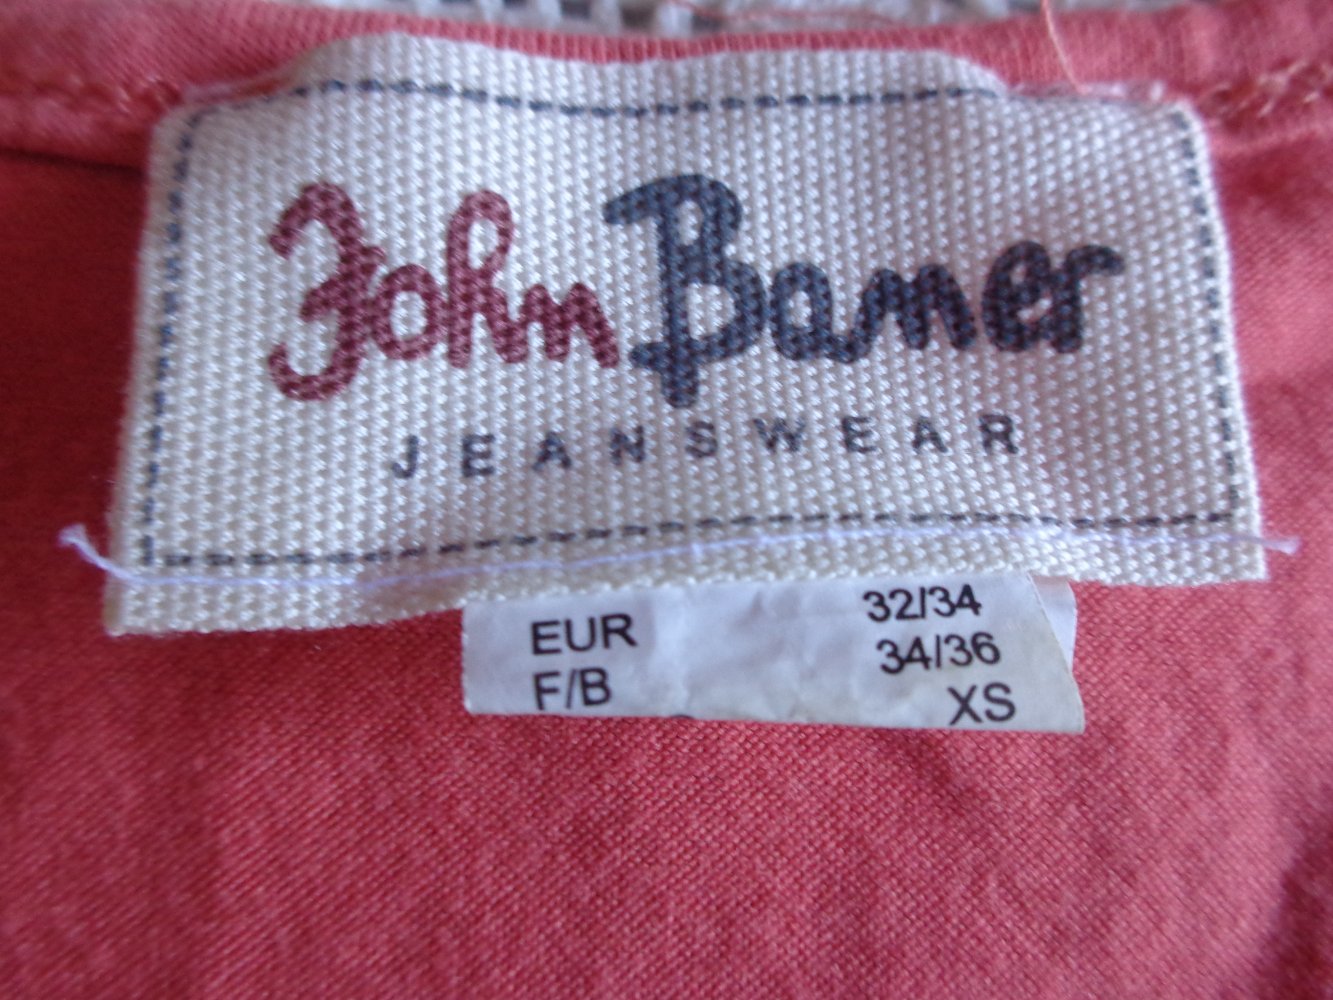 John Baner
JEANSWEAR
EUR 32/34
F/B 34/36
XS